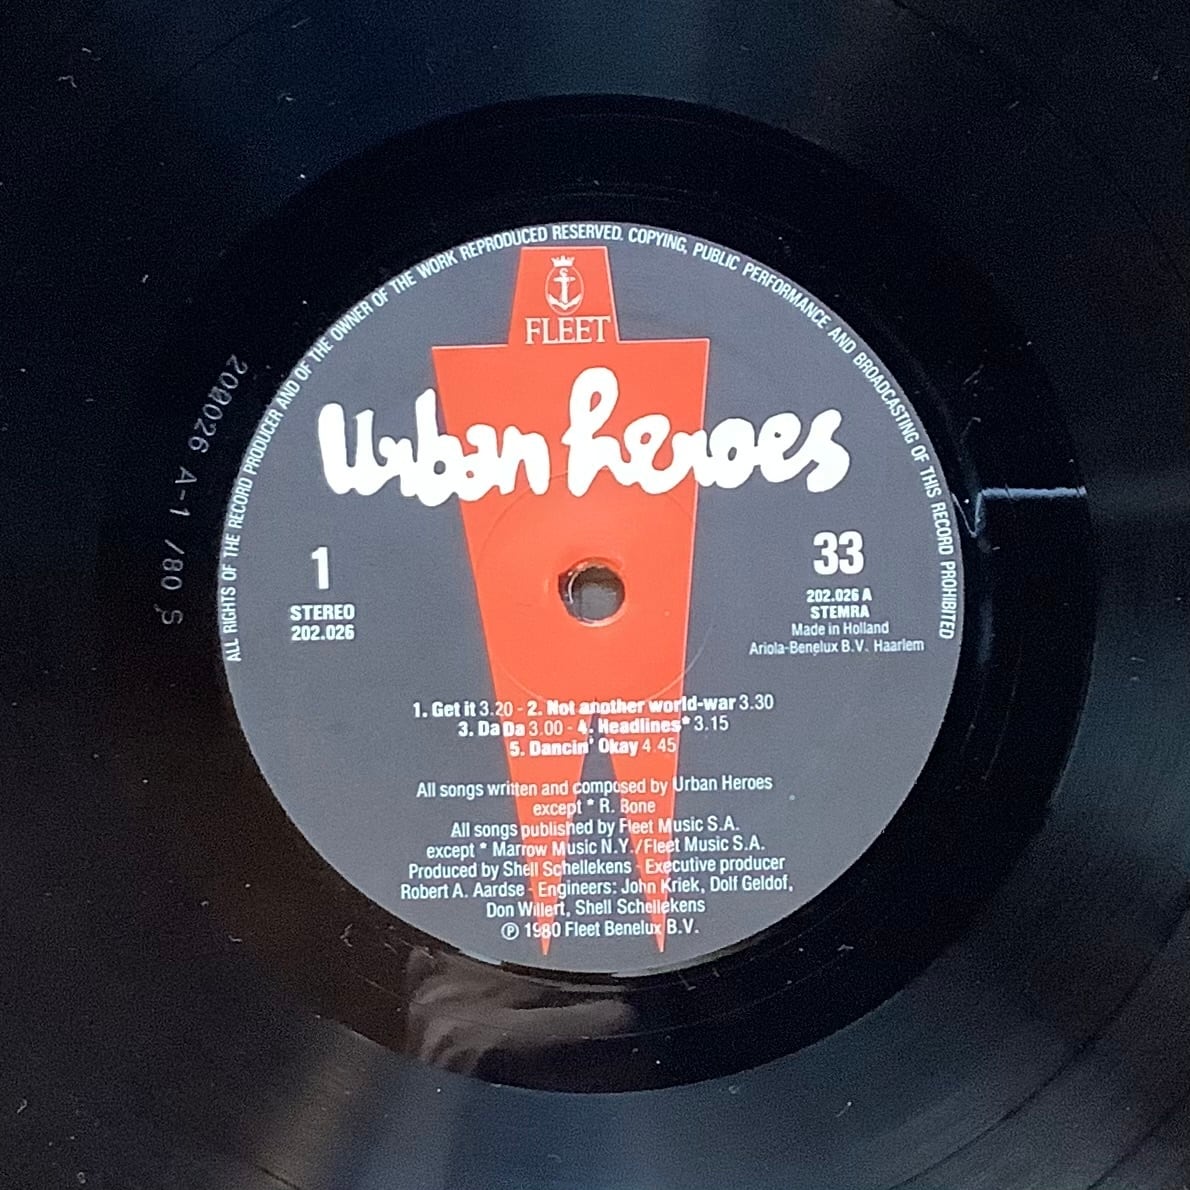 ALL RIGHTS OF THE RECORD PRODUCER AND OF THE OWNER OF THE WORK REPRODUCED RESERVED. COPYING, PUBLIC PERFORMANCE AND BROADCASTING OF THIS RECORD PROHIBITED
FLEET
Urban heroes
1
STEREO
202.026
33
202.026 A
STEMRA
Made in Holland
Ariola-Benelux B.V. Haarlem
1. Get it 3.20 - 2. Not another world-war 3.30
3. Da Da 3.00 - 4. Headlines* 3.15
5. Dancin' Okay 4.45
All songs written and composed by Urban Heroes
except * R. Bone
All songs published by Fleet Music S.A.
except * Marrow Music N.Y./Fleet Music S.A.
Produced by Shell Schellekens - Executive producer
Robert A. Aardse - Engineers: John Kriek, Dolf Geldof,
Don Willert, Shell Schellekens
Ⓟ 1980 Fleet Benelux B.V.
A-1 /80 S